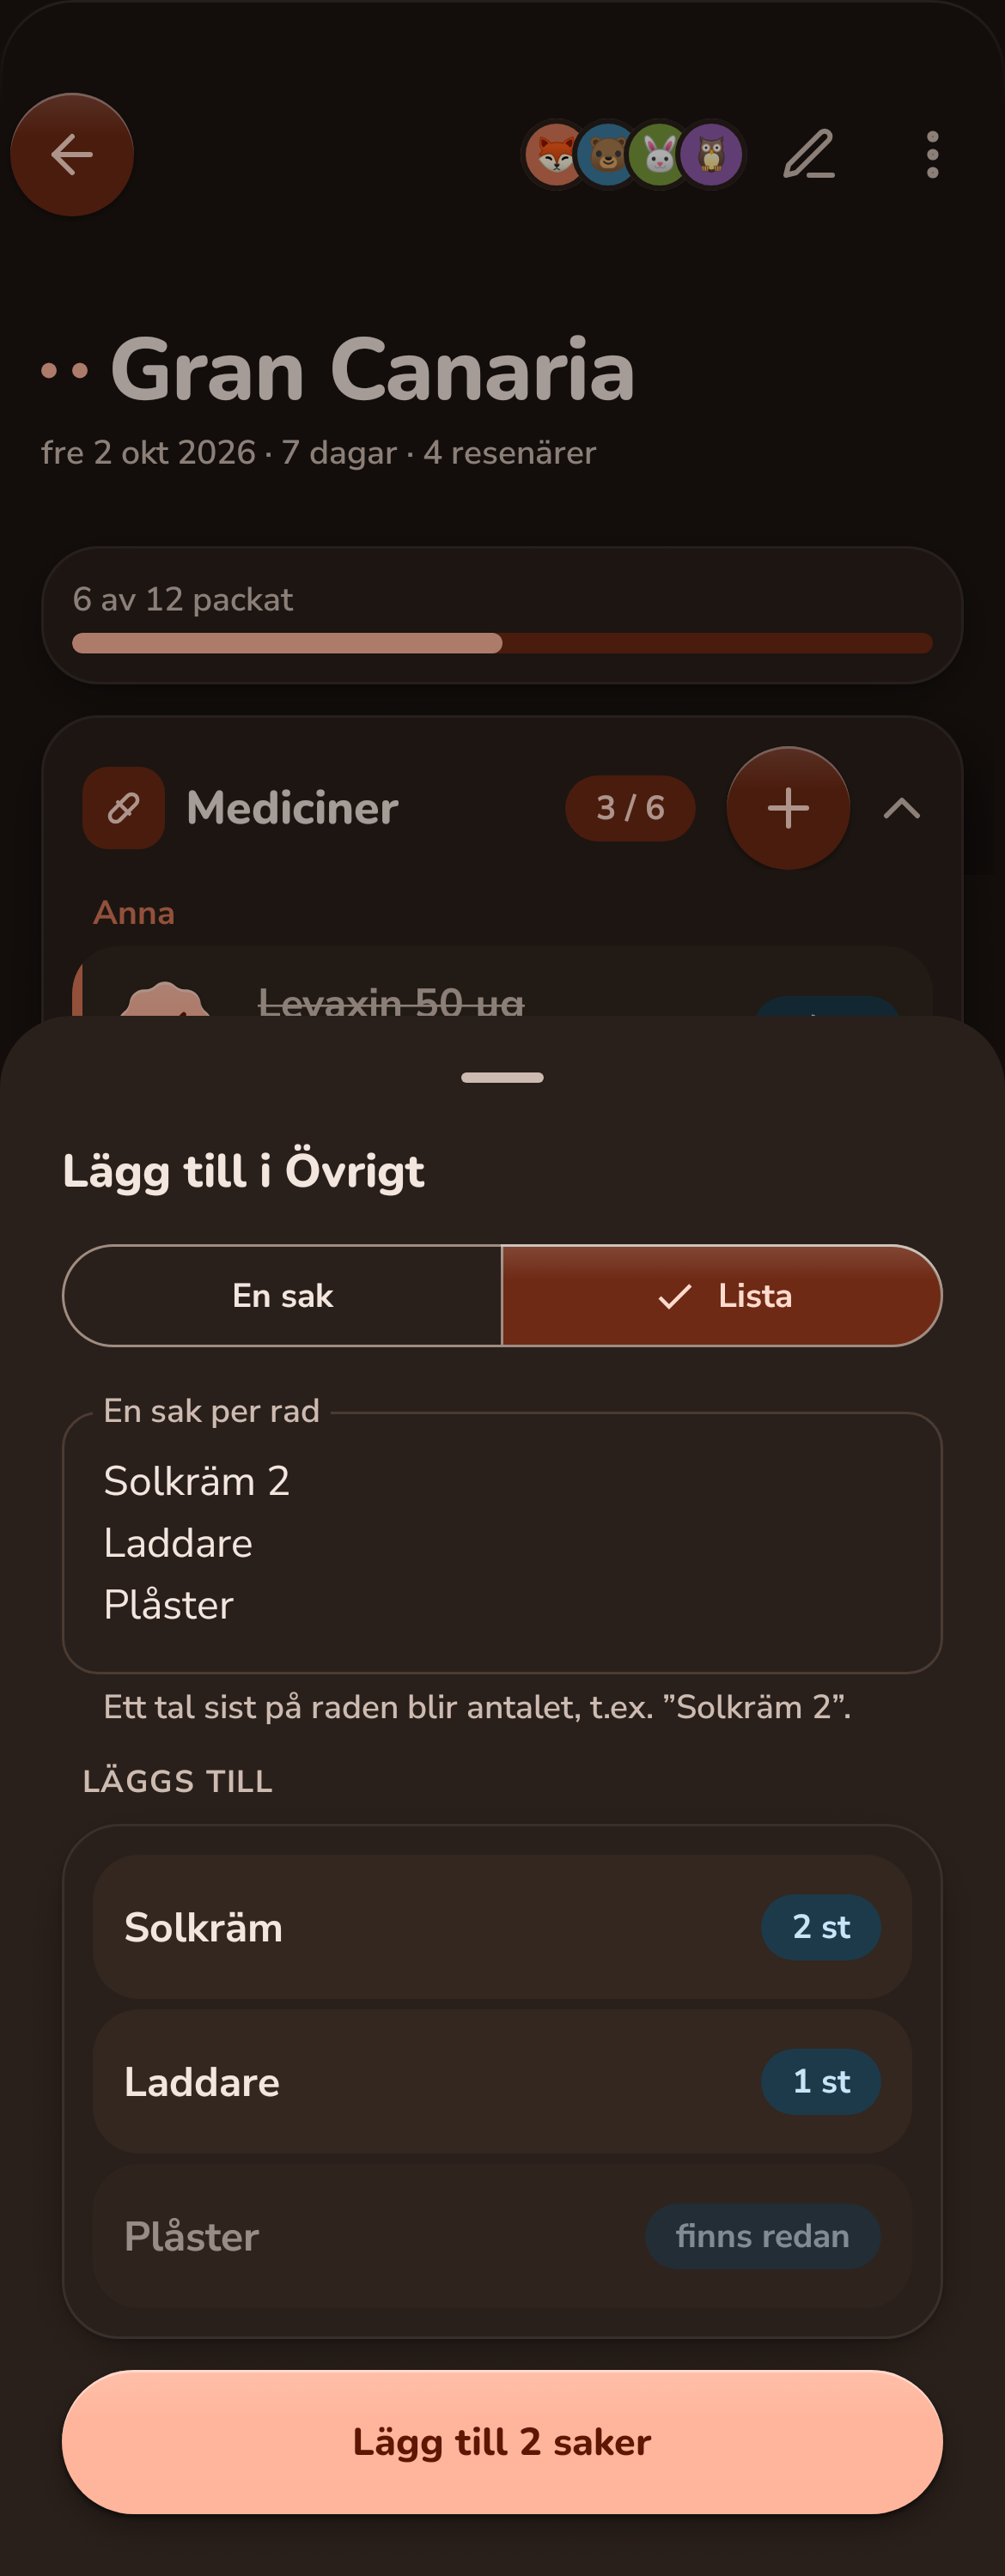 Gran Canaria
fre 2 okt 2026 · 7 dagar · 4 resenärer
6 av 12 packat
Mediciner
3 / 6
Anna
Levaxin 50 µg
Lägg till i Övrigt
En sak
Lista
En sak per rad
Solkräm 2
Laddare
Plåster
Ett tal sist på raden blir antalet, t.ex. ”Solkräm 2”.
LÄGGS TILL
Solkräm
2 st
Laddare
1 st
Plåster
finns redan
Lägg till 2 saker